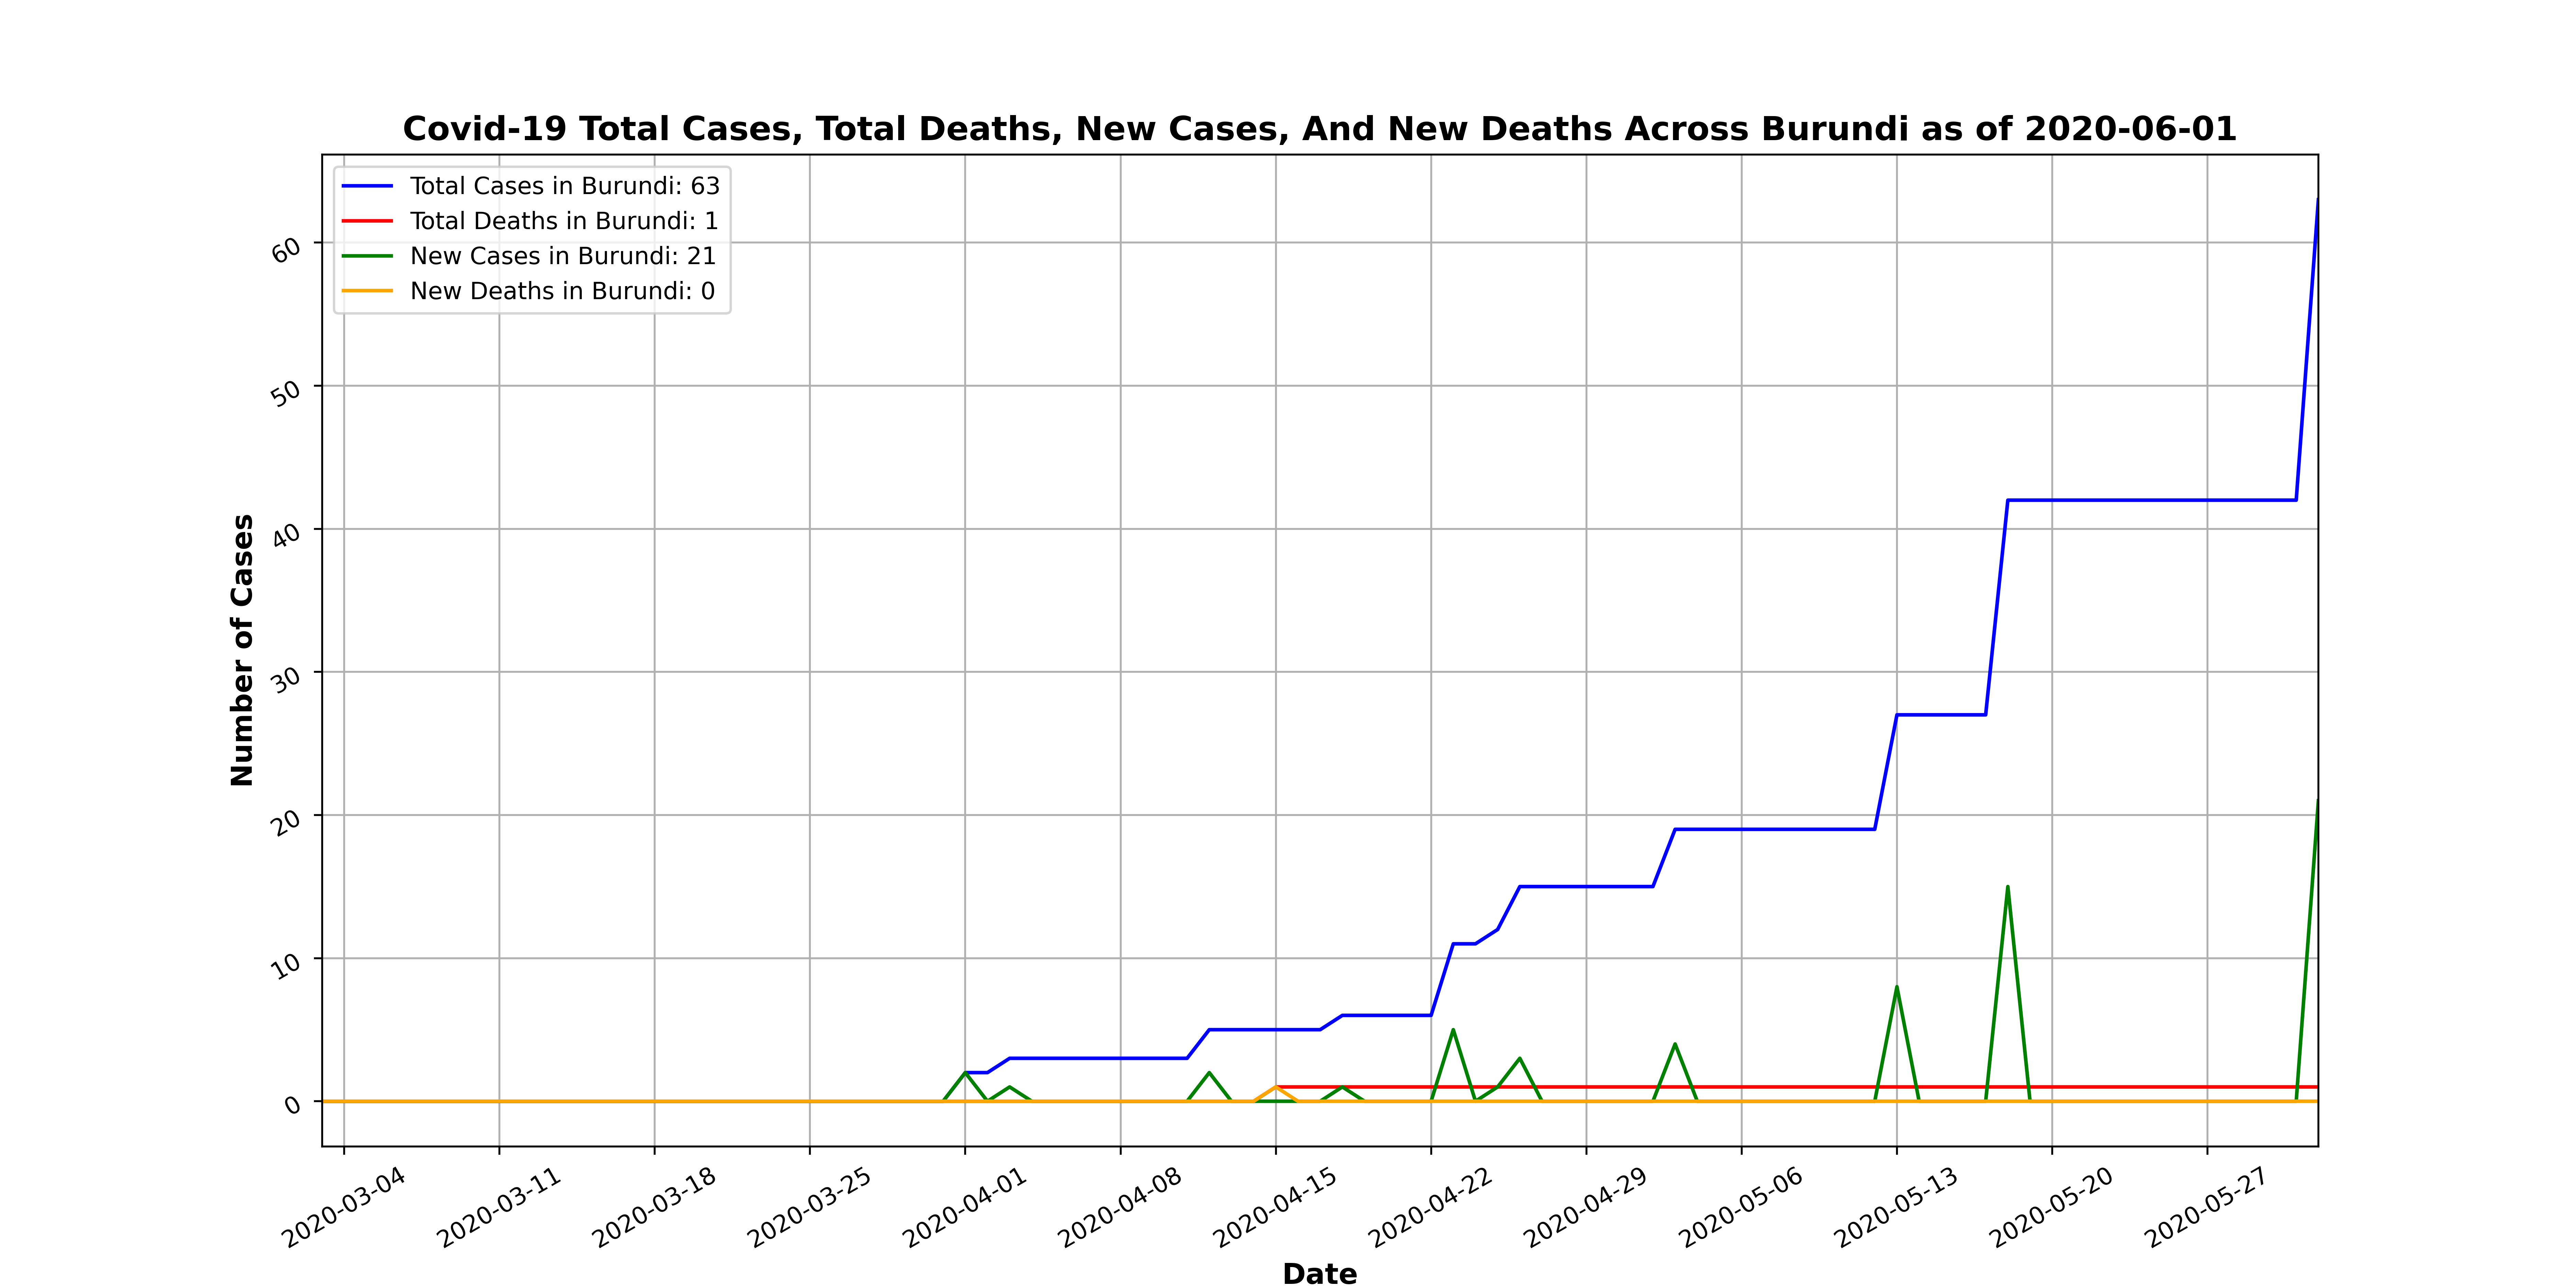 Covid-19 Total Cases, Total Deaths, New Cases, And New Deaths Across Burundi as of 2020-06-01
Total Cases in Burundi: 63
Total Deaths in Burundi: 1
New Cases in Burundi: 21
New Deaths in Burundi: 0
Number of Cases
60
50
40
30
20
10
0
2020-03-04
2020-03-11
2020-03-18
2020-03-25
2020-04-01
2020-04-08
2020-04-15
2020-04-22
2020-04-29
2020-05-06
2020-05-13
2020-05-20
2020-05-27
Date